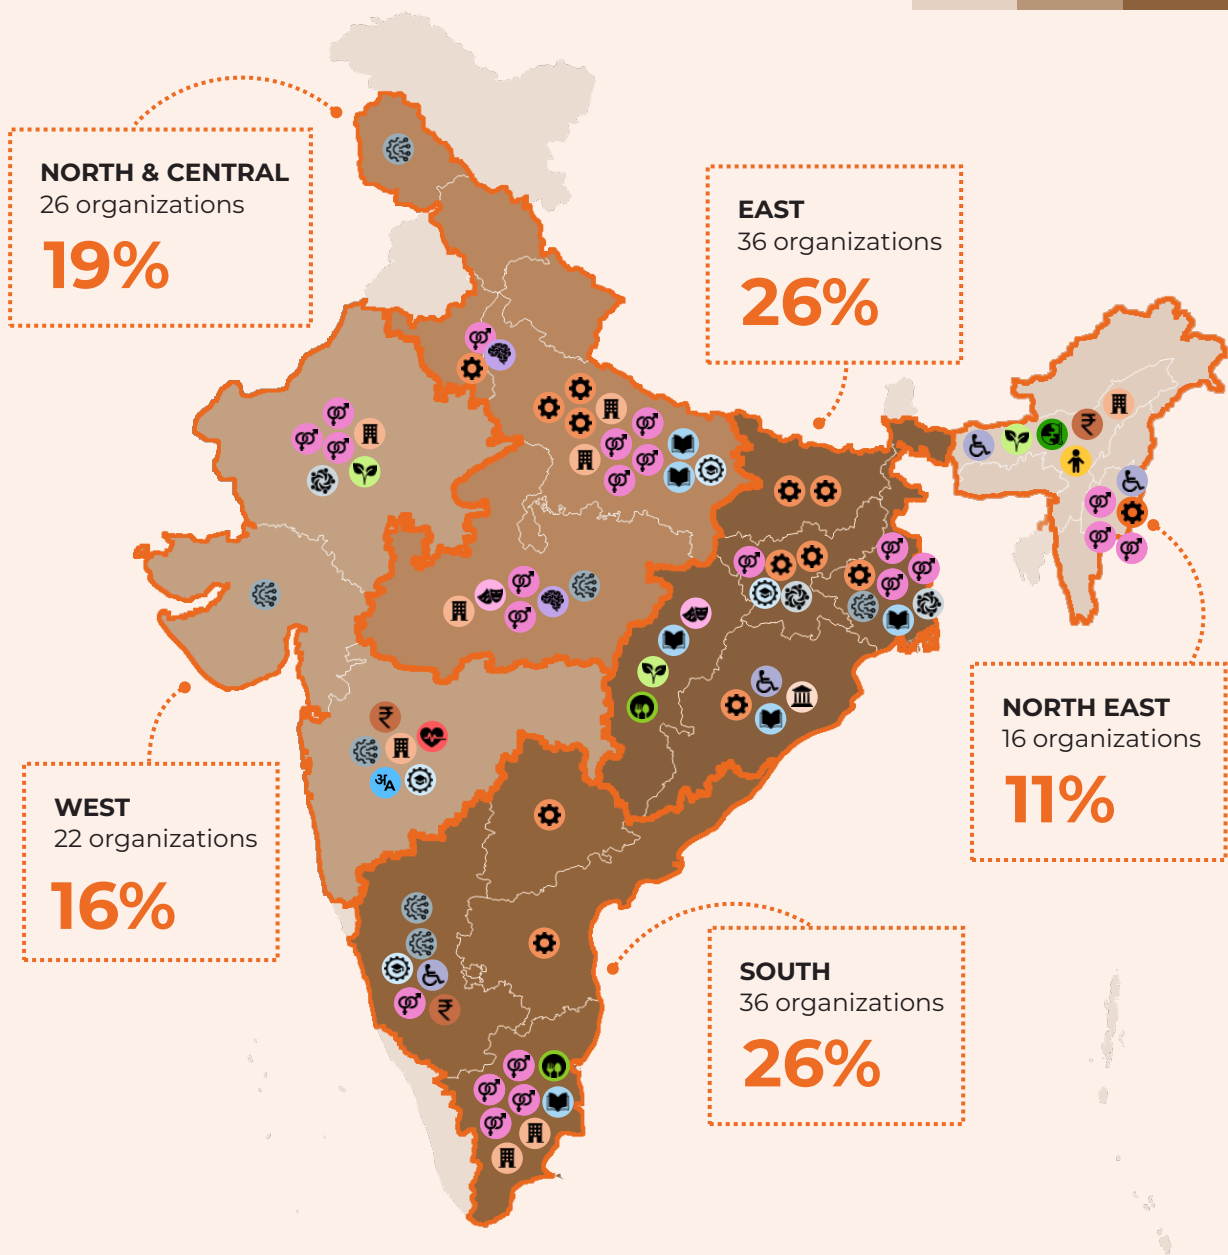 NORTH & CENTRAL
26 organizations
19%
EAST
36 organizations
26%
NORTH EAST
16 organizations
11%
WEST
22 organizations
16%
SOUTH
36 organizations
26%
₹
₹
अA
₹